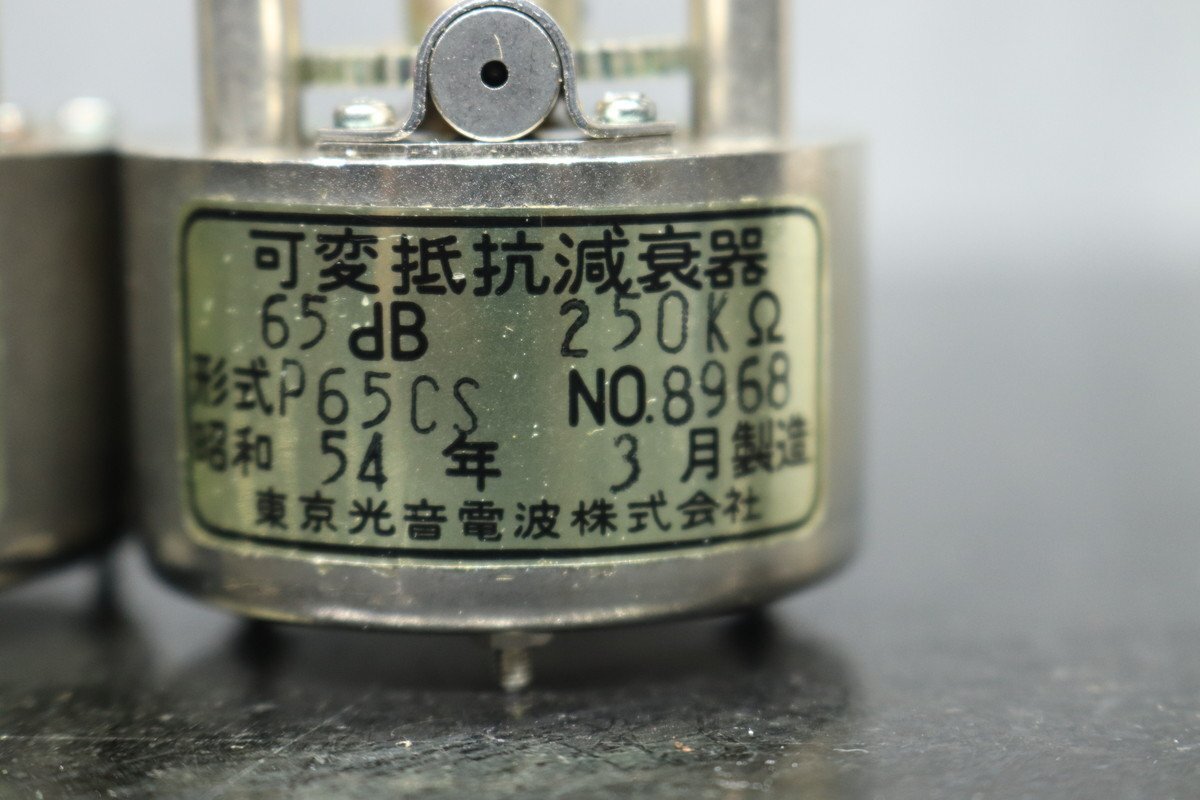 可変抵抗減衰器
65 dB 250KΩ
形式P65CS NO.8968
昭和 54 年 3 月製造
東京光音電波株式会社